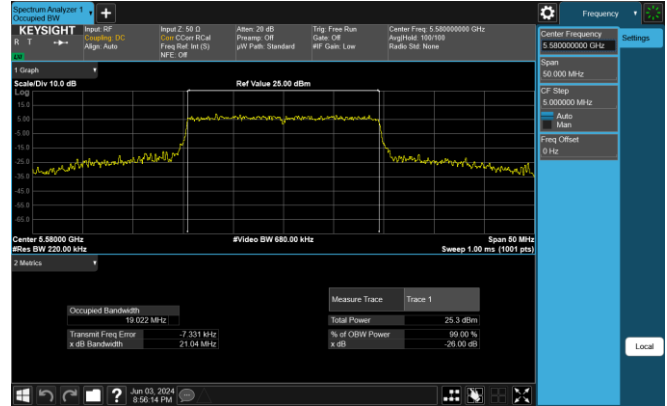 Spectrum Analyzer 1
Occupied BW
+
Frequency
KEYSIGHT
R T
Input: RF
Coupling: DC
Align: Auto
Input Z: 50 Ω
Corr CCorr RCal
Freq Ref: Int (S)
NFE: Off
Atten: 28 dB
Preamp: Off
µW Path: Standard
Trig: Free Run
Gate: Off
#IF Gain: Low
Center Freq: 5.580000000 GHz
Avg|Hold: 100/100
Radio Std: None
Center Frequency
5.580000000 GHz
Settings
Span
50.000 MHz
CF Step
5.000000 MHz
Auto
Man
Freq Offset
0 Hz
Local
1 Graph
Scale/Div 10.0 dB
Ref Value 25.00 dBm
Log
15.0
5.00
-5.00
-15.0
-25.0
-35.0
-45.0
-55.0
-65.0
Center 5.58000 GHz
#Video BW 680.00 kHz
Span 50 MHz
#Res BW 220.00 kHz
Sweep 1.00 ms (1001 pts)
2 Metrics
Measure Trace Trace 1
Occupied Bandwidth
19.022 MHz
Total Power 25.3 dBm
Transmit Freq Error -7.331 kHz
% of OBW Power 99.00 %
x dB Bandwidth 21.04 MHz
x dB -26.00 dB
?
Jun 03, 2024
8:56:14 PM